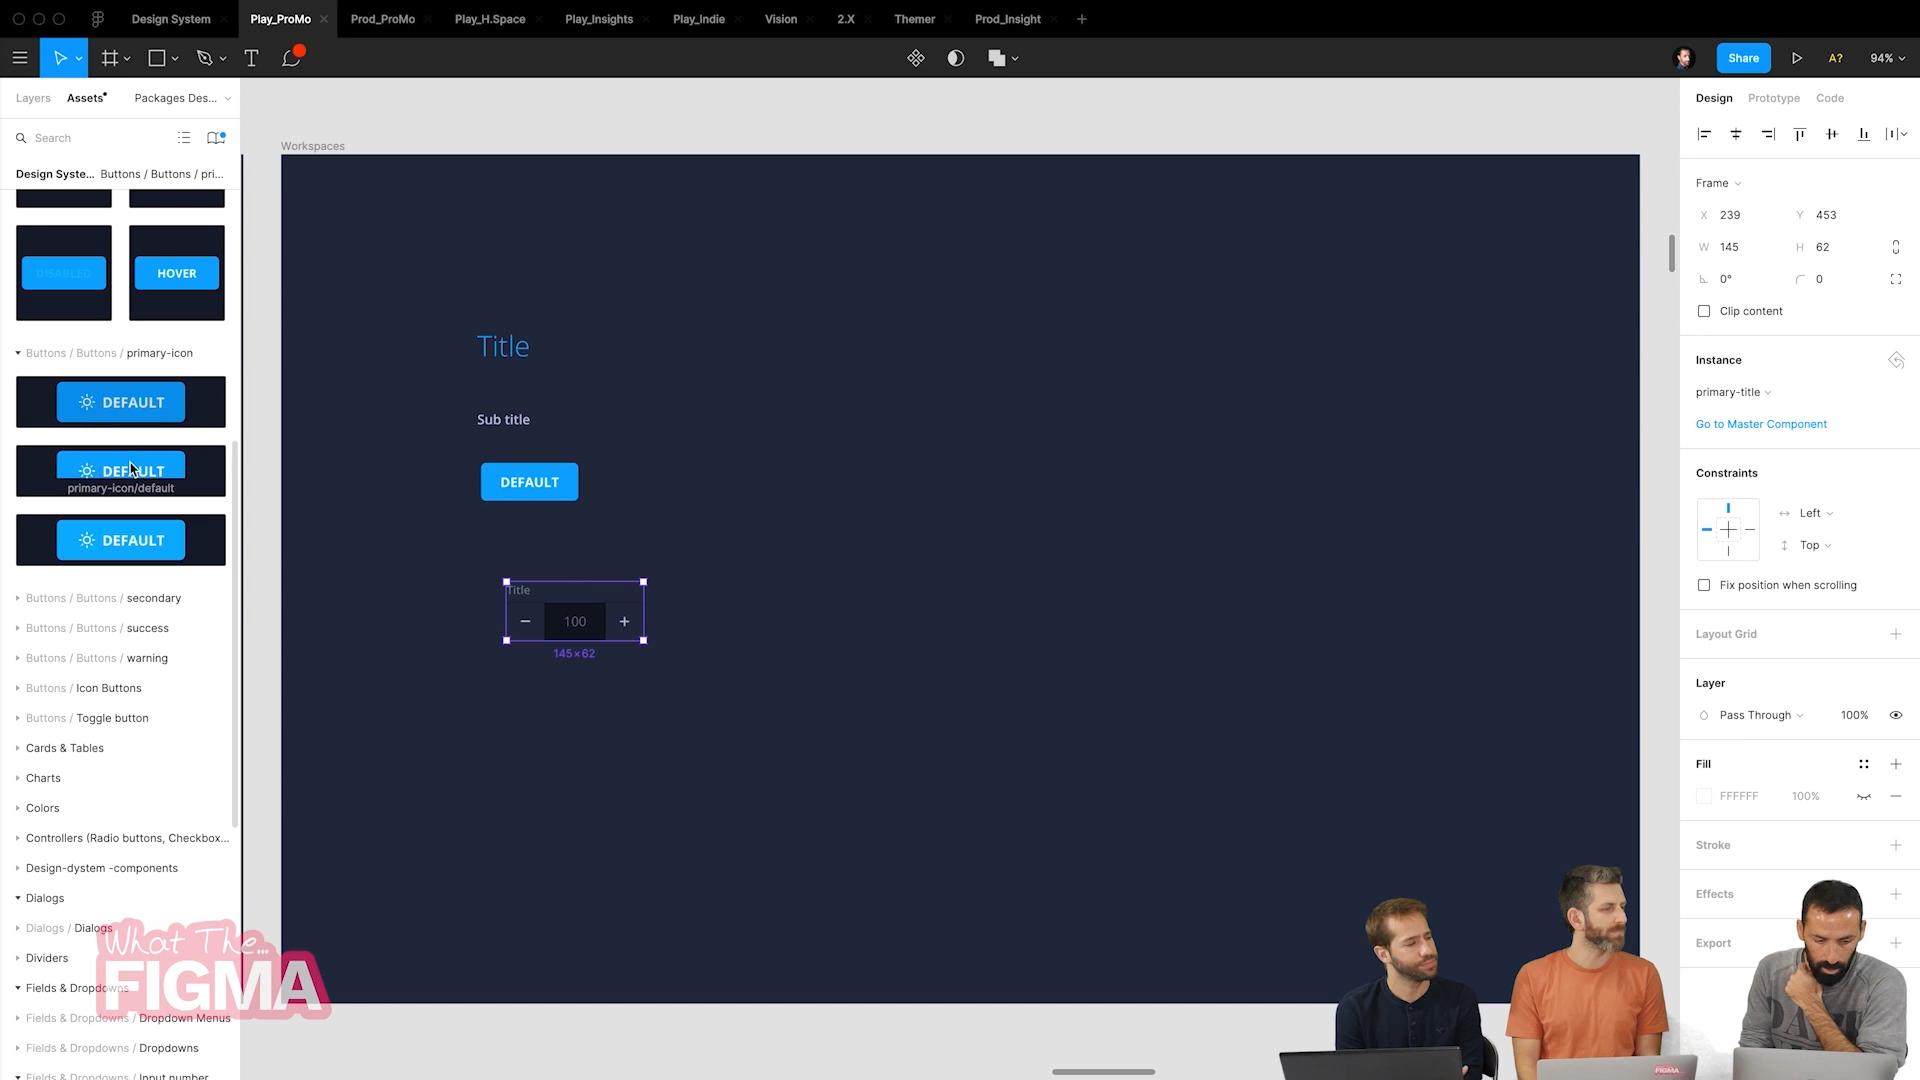 Design System
Play_ProMo
Prod_ProMo
Play_H.Space
Play_Insights
Play_Indie
Vision
2.X
Themer
Prod_Insight
Share
A?
94%
Layers
Assets
Packages Des...
Search
Design Syste... Buttons / Buttons / pri...
DISABLED
HOVER
Buttons / Buttons / primary-icon
DEFAULT
DEFAULT
primary-icon/default
DEFAULT
Buttons / Buttons / secondary
Buttons / Buttons / success
Buttons / Buttons / warning
Buttons / Icon Buttons
Buttons / Toggle button
Cards & Tables
Charts
Colors
Controllers (Radio buttons, Checkbox...
Design-dystem -components
Dialogs
Dialogs / Dialogs
Dividers
Fields & Dropdowns
Fields & Dropdowns / Dropdown Menus
Fields & Dropdowns / Dropdowns
Fields & Dropdowns / Input number
What The...
FIGMA
Workspaces
Title
Sub title
DEFAULT
Title
100
145×62
Design
Prototype
Code
Frame
X 239
Y 453
W 145
H 62
0°
0
Clip content
Instance
primary-title
Go to Master Component
Constraints
Left
Top
Fix position when scrolling
Layout Grid
Layer
Pass Through
100%
Fill
FFFFFF
100%
Stroke
Effects
Export
FIGMA